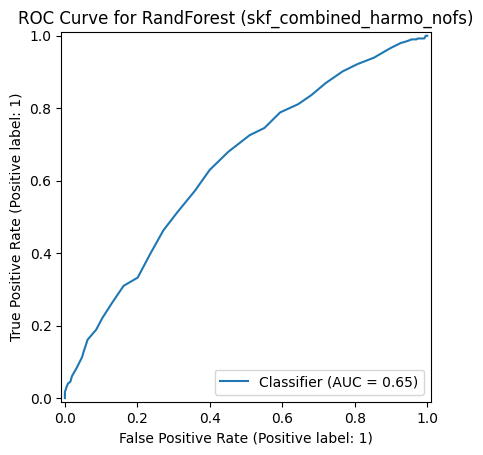 ROC Curve for RandForest (skf_combined_harmo_nofs)
1.0
0.8
0.6
0.4
0.2
0.0
True Positive Rate (Positive label: 1)
Classifier (AUC = 0.65)
0.0 0.2 0.4 0.6 0.8 1.0
False Positive Rate (Positive label: 1)